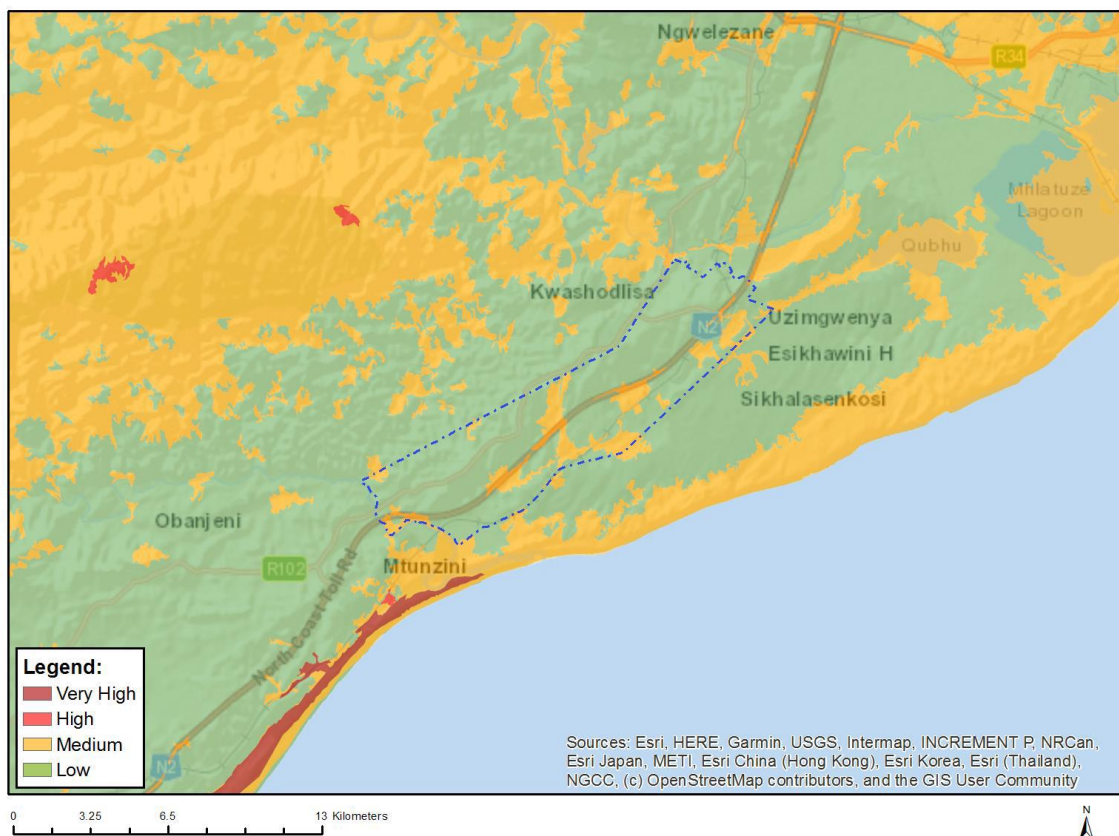 Ngwelezane
R34
Mhlatuze
Lagoon
Qubhu
Kwashodlisa
N2
Uzimgwenya
Esikhawini H
Sikhalasenkosi
Obanjeni
R102
Mtunzini
North Coast Toll Rd
N2
Legend:
Very High
High
Medium
Low
Sources: Esri, HERE, Garmin, USGS, Intermap, INCREMENT P, NRCan,
Esri Japan, METI, Esri China (Hong Kong), Esri Korea, Esri (Thailand),
NGCC, (c) OpenStreetMap contributors, and the GIS User Community
0 3.25 6.5 13 Kilometers
N